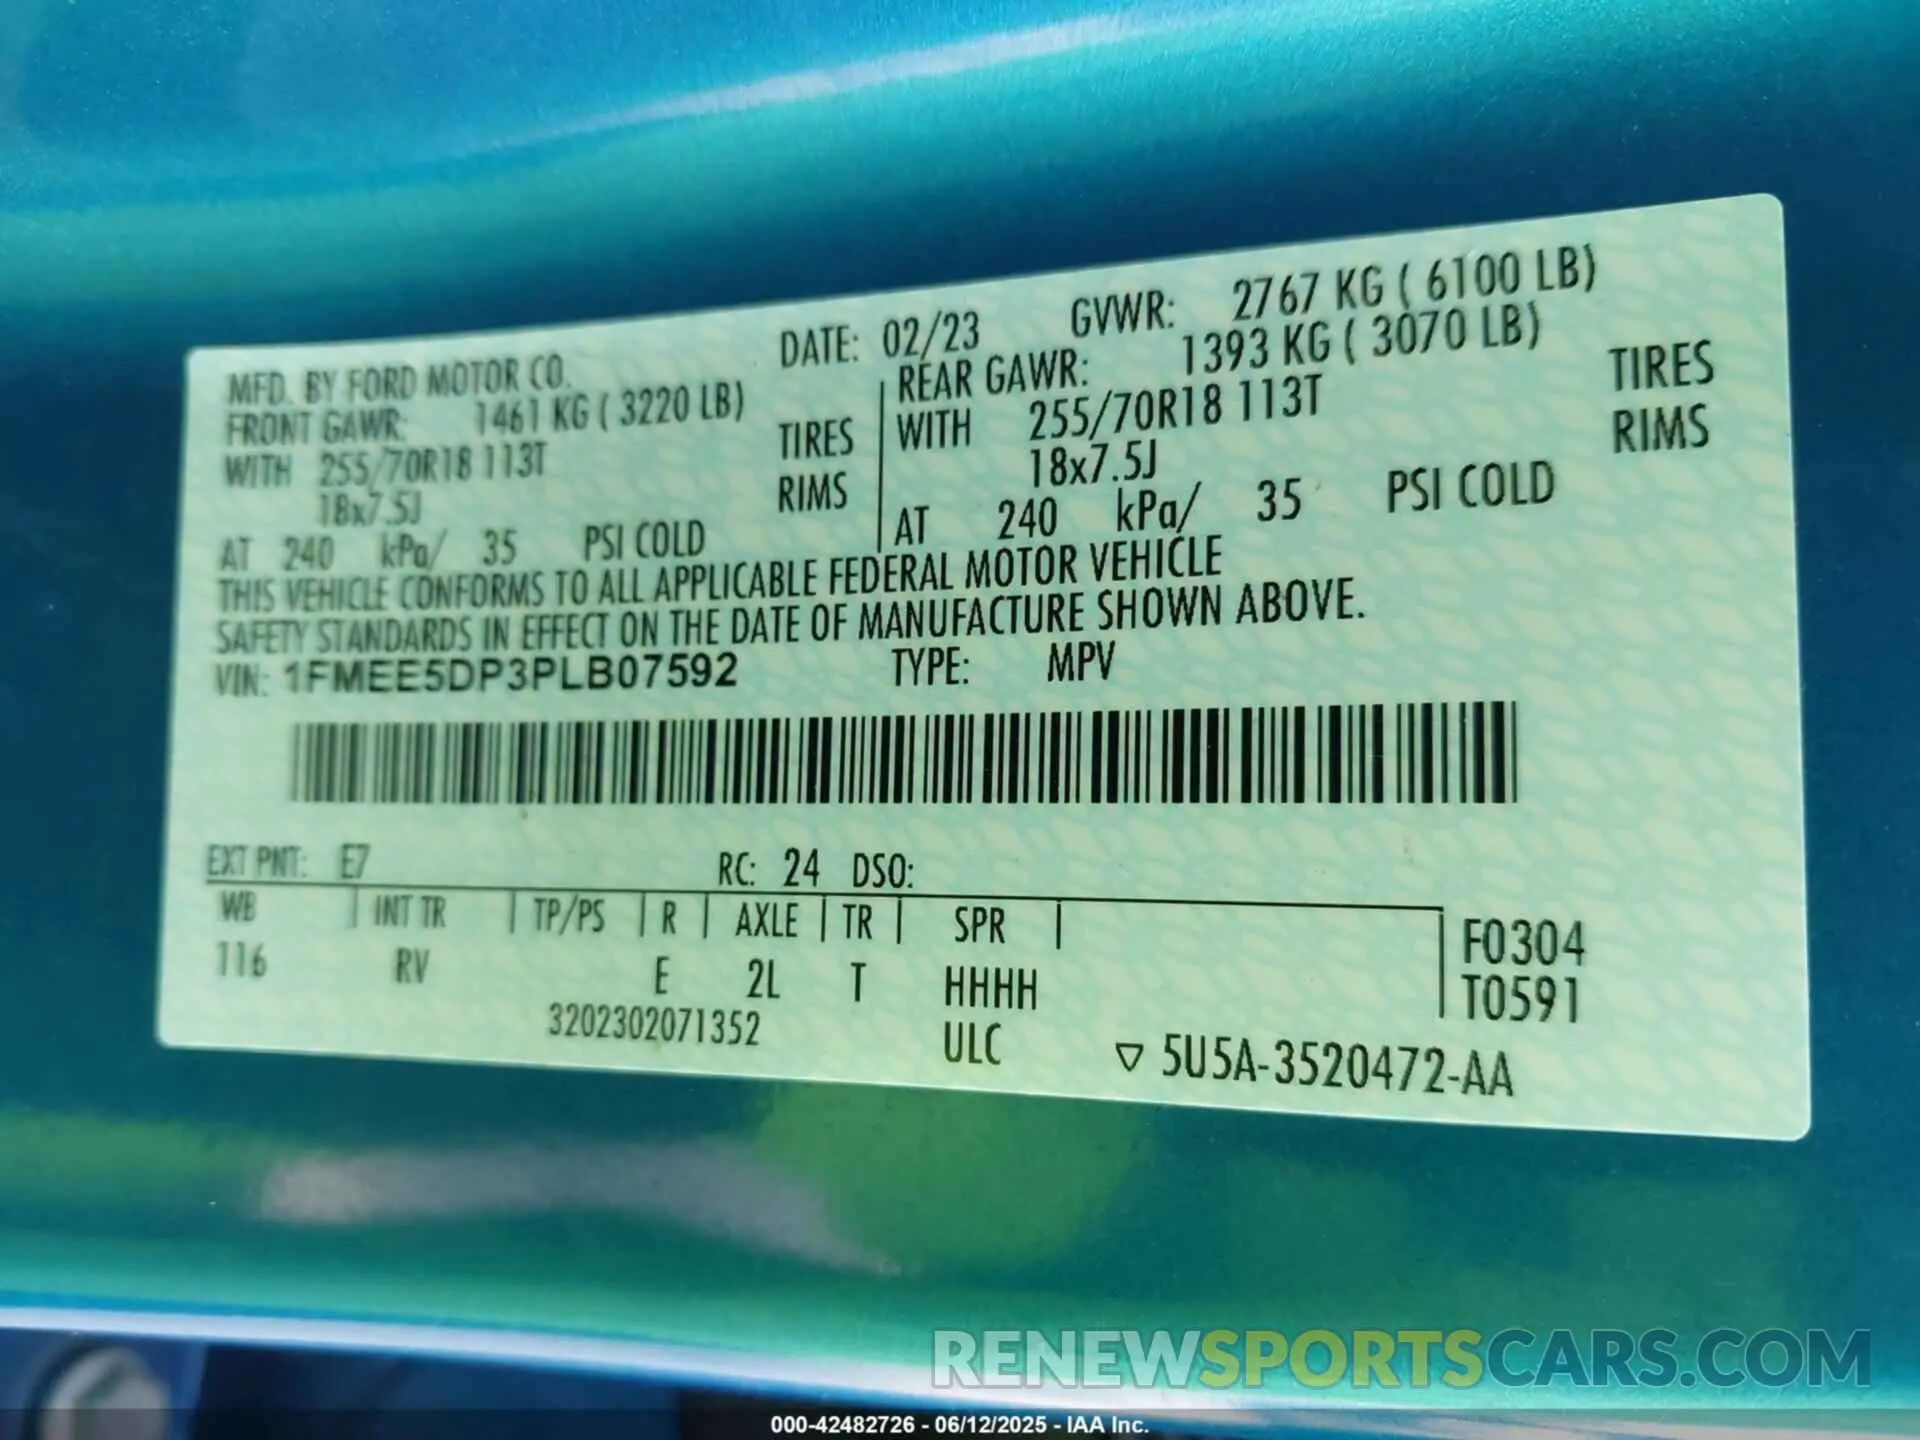 MFD. BY FORD MOTOR CO. DATE: 02/23 GVWR: 2767 KG ( 6100 LB)
FRONT GAWR: 1461 KG ( 3220 LB) REAR GAWR: 1393 KG ( 3070 LB)
WITH 255/70R18 113T TIRES WITH 255/70R18 113T TIRES
18x7.5J RIMS 18x7.5J RIMS
AT 240 kPa/ 35 PSI COLD AT 240 kPa/ 35 PSI COLD
THIS VEHICLE CONFORMS TO ALL APPLICABLE FEDERAL MOTOR VEHICLE
SAFETY STANDARDS IN EFFECT ON THE DATE OF MANUFACTURE SHOWN ABOVE.
VIN: 1FMEE5DP3PLB07592 TYPE: MPV
EXT PNT: E7 RC: 24 DSO:
WB INT TR TP/PS R AXLE TR SPR F0304
116 RV E 2L T HHHH T0591
3202302071352 ULC ▽ 5U5A-3520472-AA
RENEWSPORTSCARS.COM
000-42482726 - 06/12/2025 - IAA Inc.